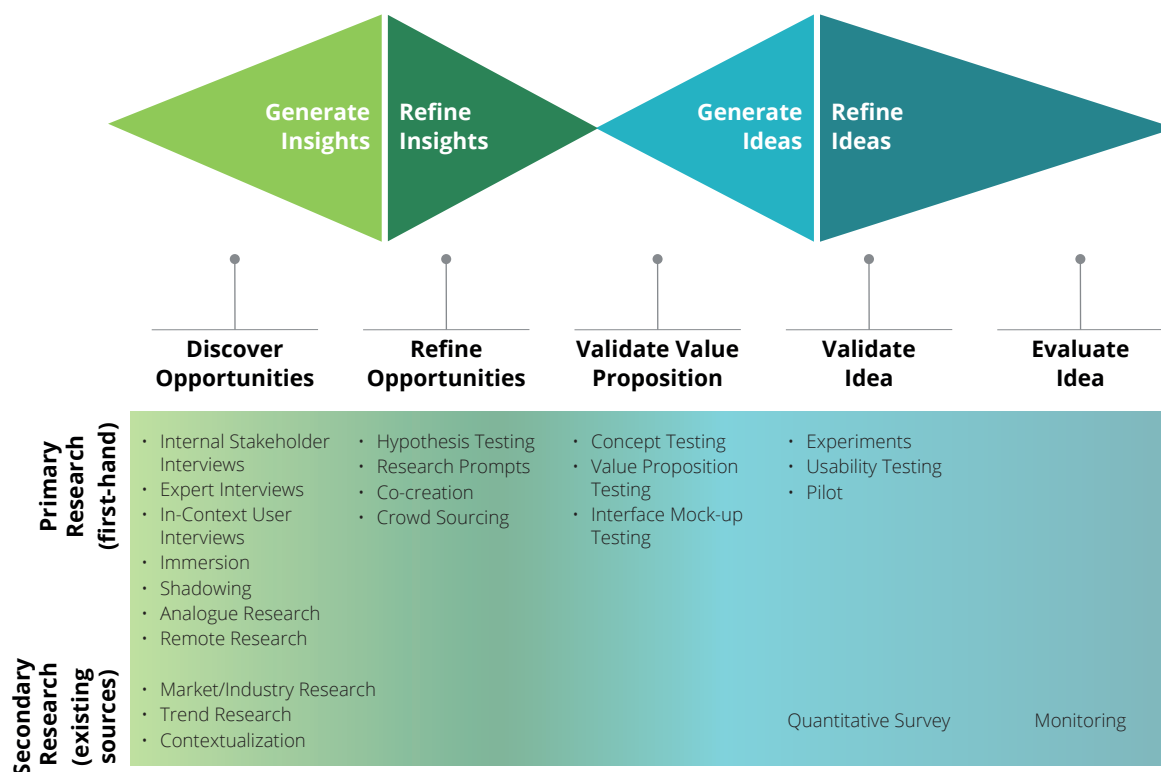 Generate
Insights
Refine
Insights
Generate
Ideas
Refine
Ideas
Discover
Opportunities
Refine
Opportunities
Validate Value
Proposition
Validate
Idea
Evaluate
Idea
Primary
Research
(first-hand)
• Internal Stakeholder
Interviews
• Expert Interviews
• In-Context User
Interviews
• Immersion
• Shadowing
• Analogue Research
• Remote Research
• Hypothesis Testing
• Research Prompts
• Co-creation
• Crowd Sourcing
• Concept Testing
• Value Proposition
Testing
• Interface Mock-up
Testing
• Experiments
• Usability Testing
• Pilot
Secondary
Research
(existing
sources)
• Market/Industry Research
• Trend Research
• Contextualization
Quantitative Survey
Monitoring